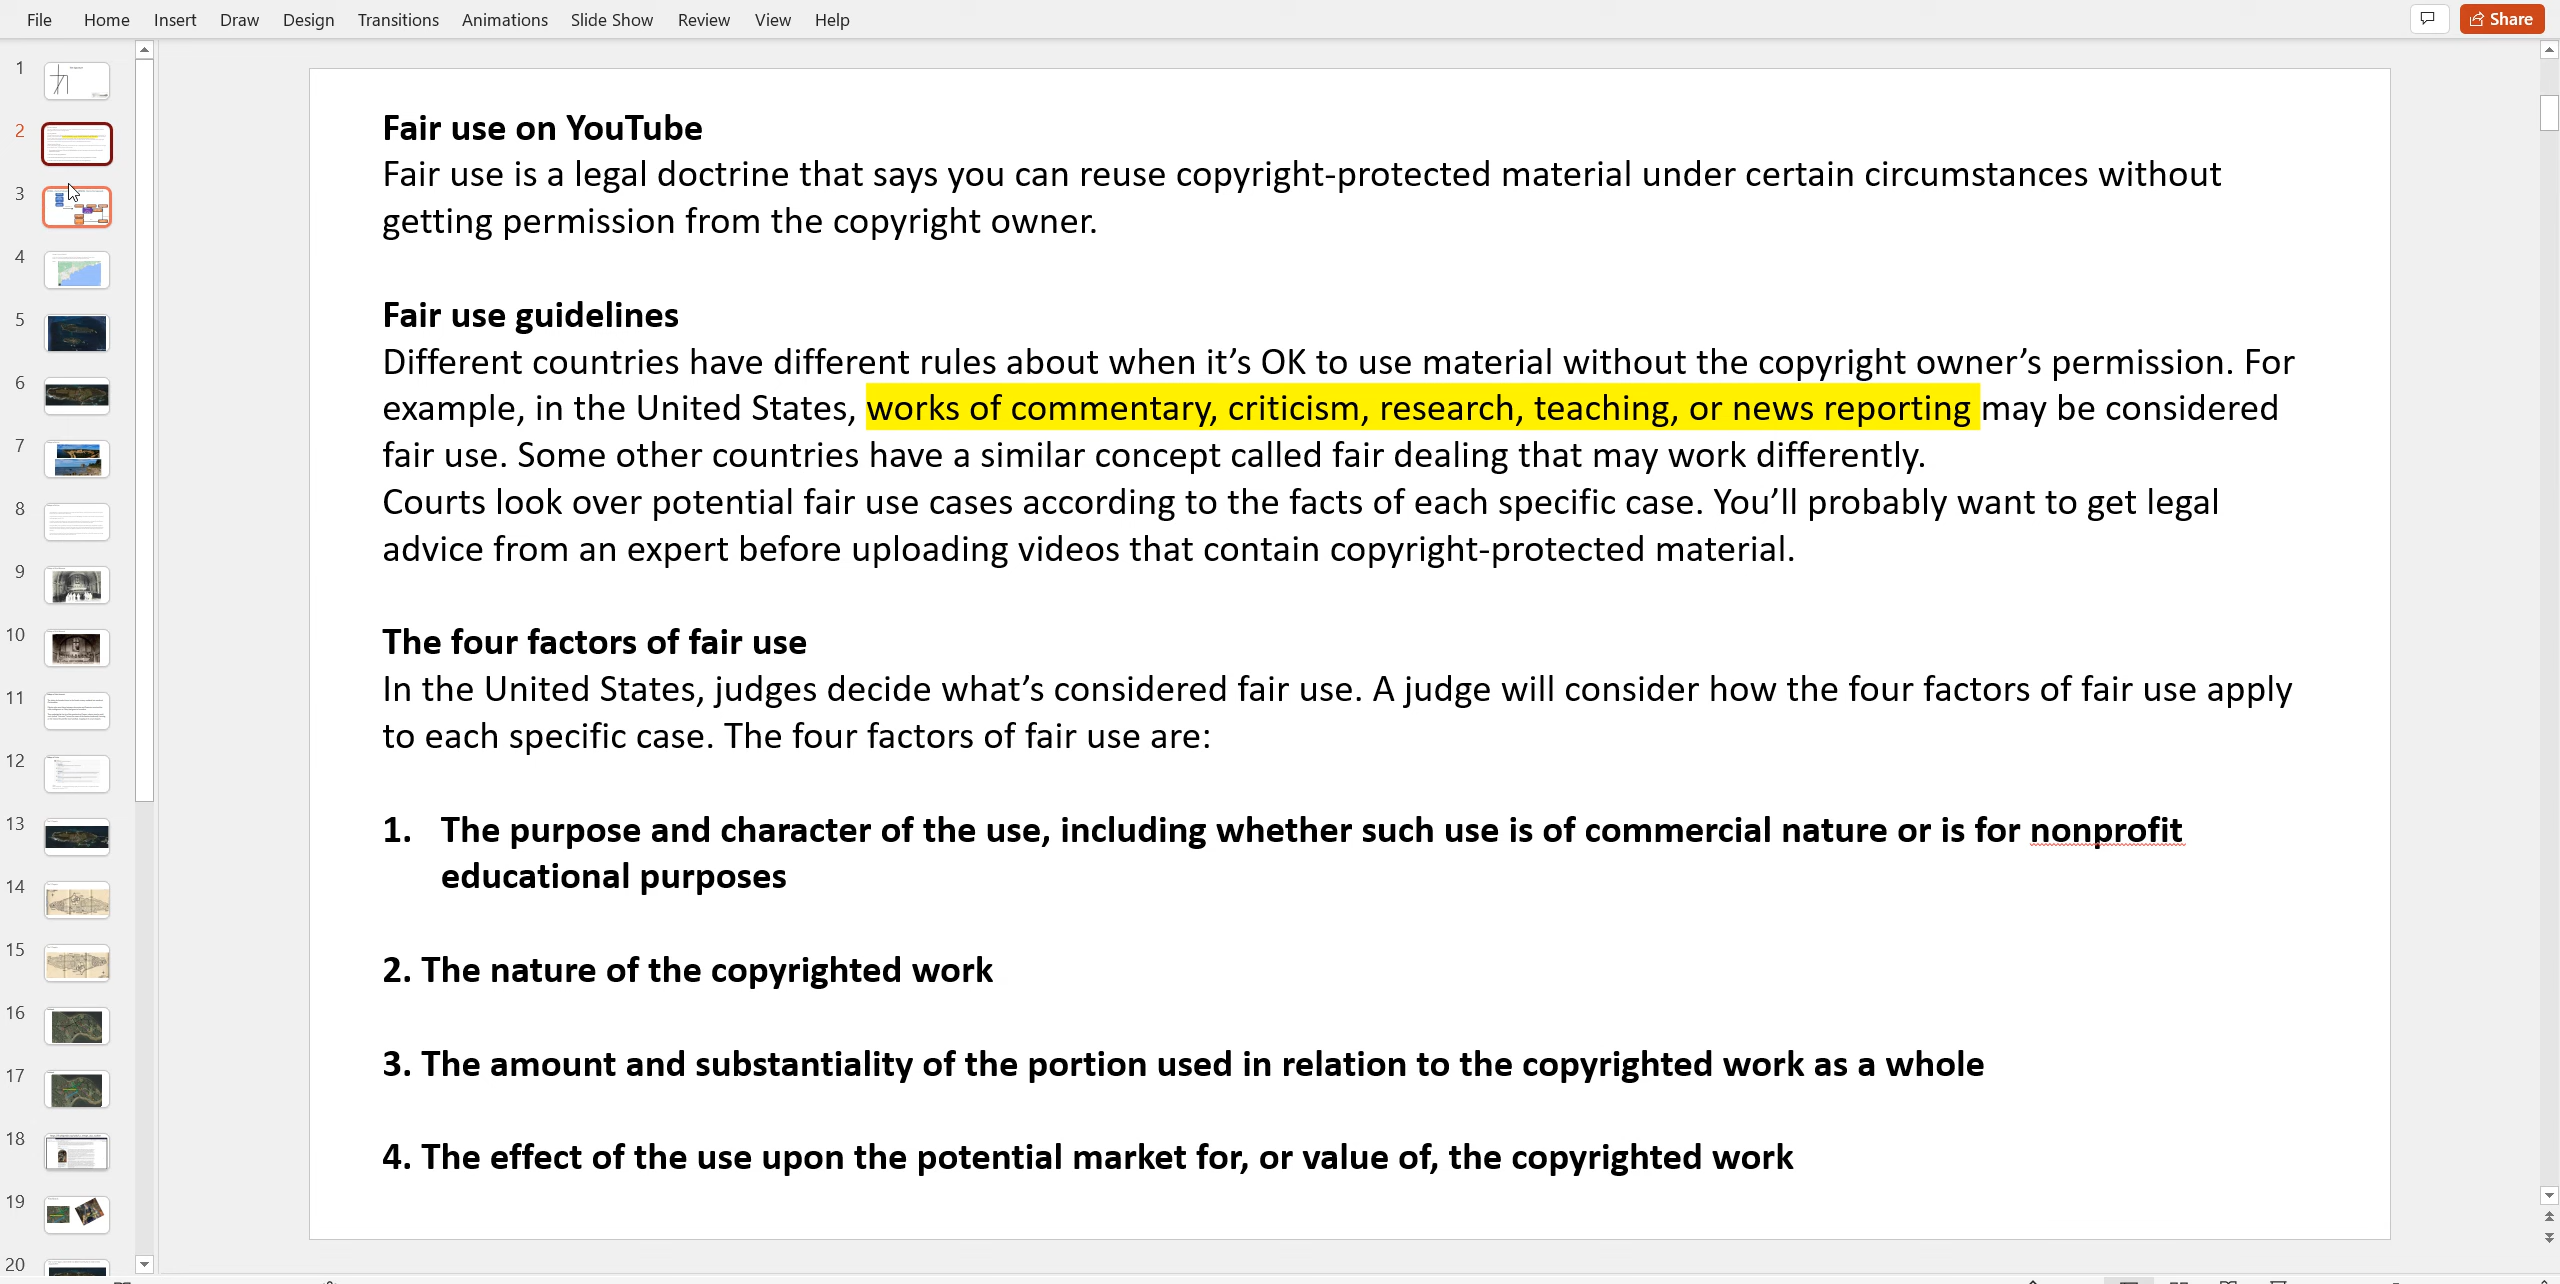 File Home Insert Draw Design Transitions Animations Slide Show Review View Help Share
1
2
3
4
5
6
7
8
9
10
11
12
13
14
15
16
17
18
19
20
Fair use on YouTube
Fair use is a legal doctrine that says you can reuse copyright-protected material under certain circumstances without
getting permission from the copyright owner.
Fair use guidelines
Different countries have different rules about when it’s OK to use material without the copyright owner’s permission. For
example, in the United States, works of commentary, criticism, research, teaching, or news reporting may be considered
fair use. Some other countries have a similar concept called fair dealing that may work differently.
Courts look over potential fair use cases according to the facts of each specific case. You’ll probably want to get legal
advice from an expert before uploading videos that contain copyright-protected material.
The four factors of fair use
In the United States, judges decide what’s considered fair use. A judge will consider how the four factors of fair use apply
to each specific case. The four factors of fair use are:
1. The purpose and character of the use, including whether such use is of commercial nature or is for nonprofit
educational purposes
2. The nature of the copyrighted work
3. The amount and substantiality of the portion used in relation to the copyrighted work as a whole
4. The effect of the use upon the potential market for, or value of, the copyrighted work